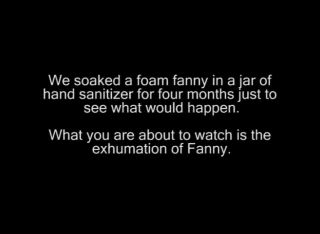 We soaked a foam fanny in a jar of
hand sanitizer for four months just to
see what would happen.
What you are about to watch is the
exhumation of Fanny.